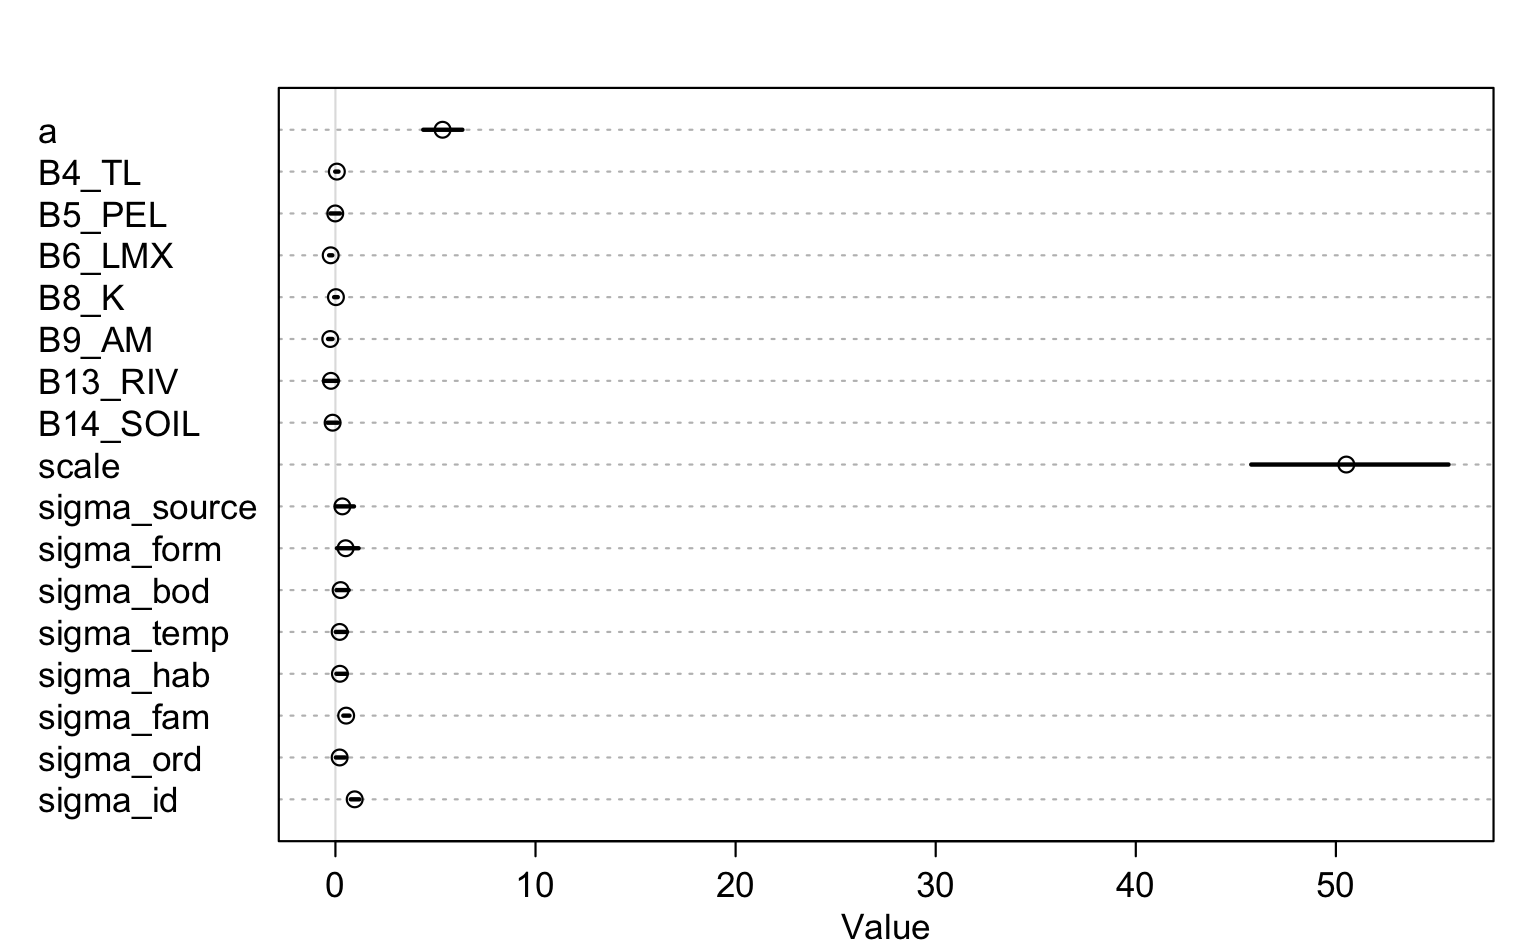 a
B4_TL
B5_PEL
B6_LMX
B8_K
B9_AM
B13_RIV
B14_SOIL
scale
sigma_source
sigma_form
sigma_bod
sigma_temp
sigma_hab
sigma_fam
sigma_ord
sigma_id
0 10 20 30 40 50
Value